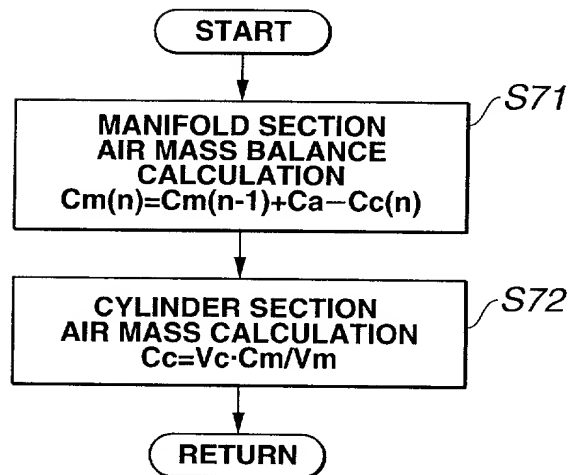 START
S71
MANIFOLD SECTION
AIR MASS BALANCE
CALCULATION
Cm(n)=Cm(n-1)+Ca−Cc(n)
S72
CYLINDER SECTION
AIR MASS CALCULATION
Cc=Vc·Cm/Vm
RETURN